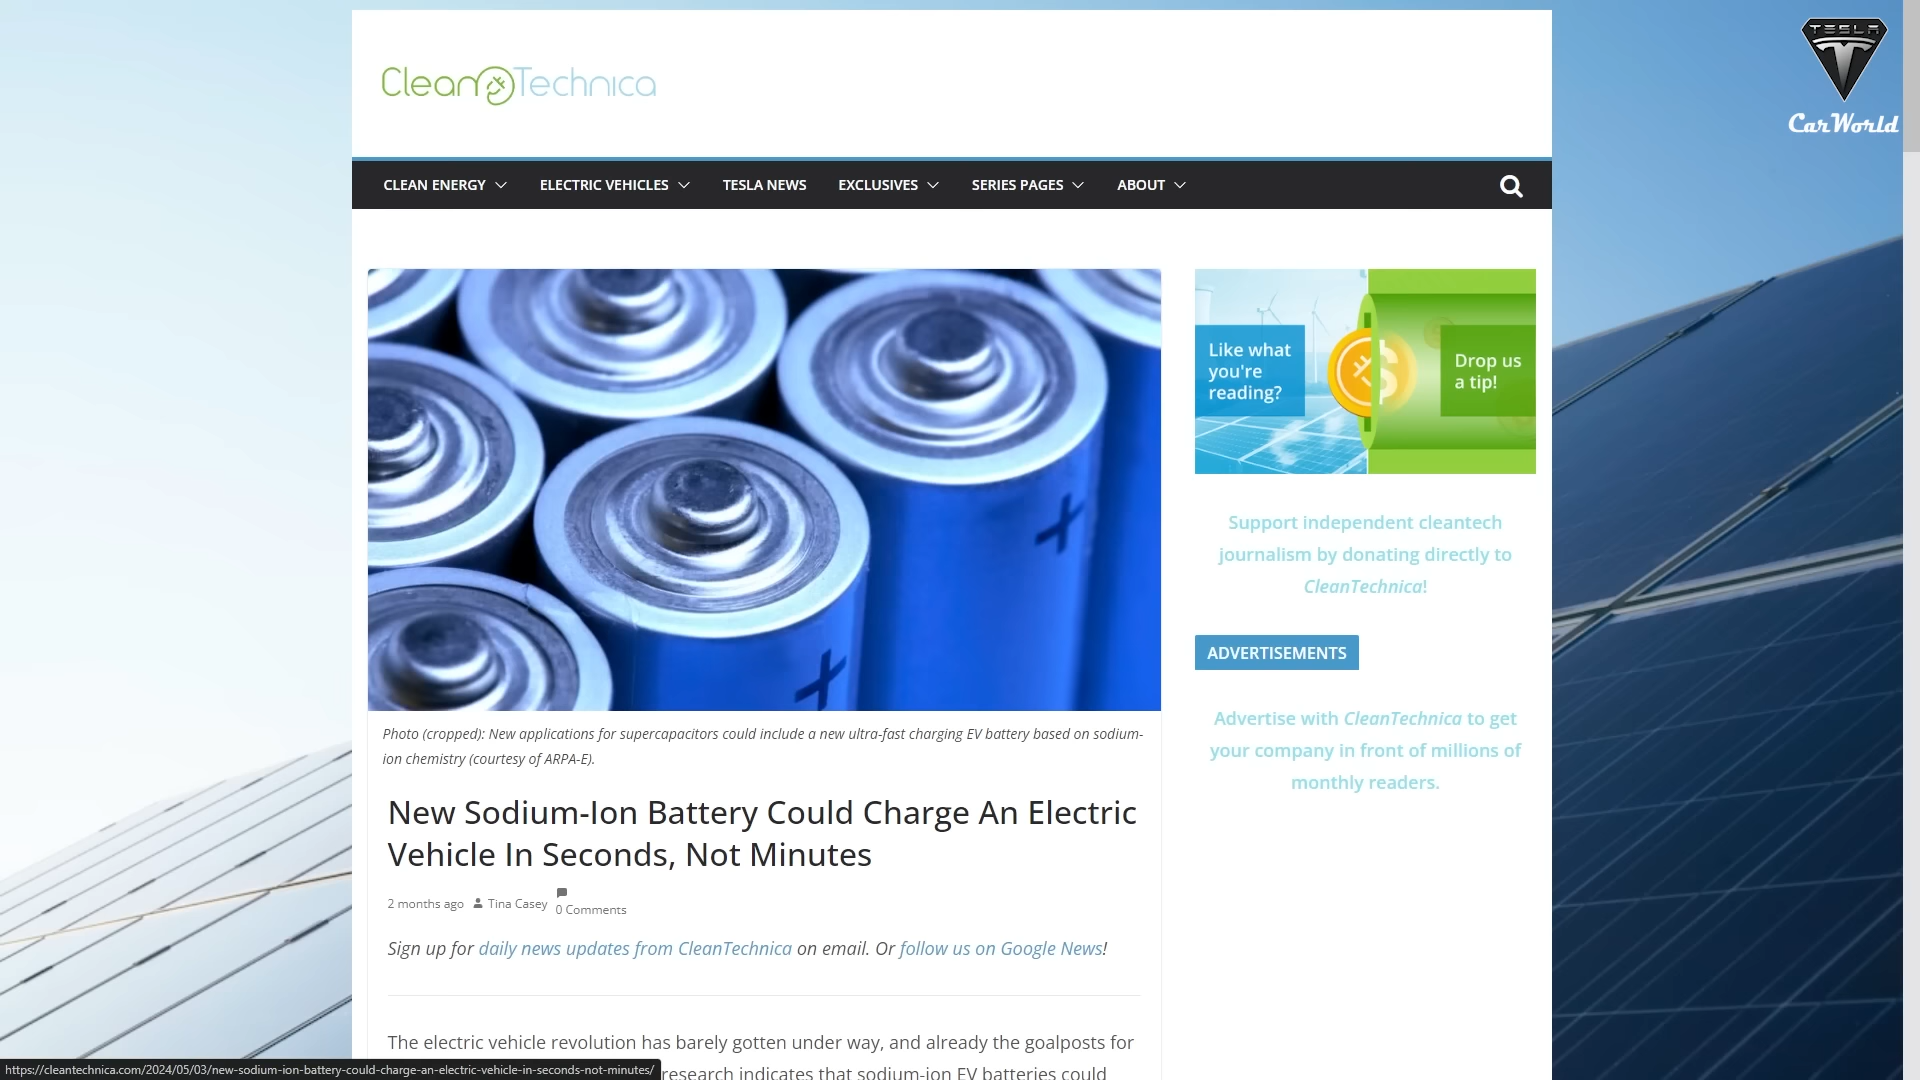 TESLA
CarWorld
CleanTechnica
CLEAN ENERGY ELECTRIC VEHICLES TESLA NEWS EXCLUSIVES SERIES PAGES ABOUT
Like what
you're
reading?
Drop us
a tip!
Photo (cropped): New applications for supercapacitors could include a new ultra-fast charging EV battery based on sodium-
ion chemistry (courtesy of ARPA-E).
New Sodium-Ion Battery Could Charge An Electric
Vehicle In Seconds, Not Minutes
2 months ago Tina Casey 0 Comments
Sign up for daily news updates from CleanTechnica on email. Or follow us on Google News!
The electric vehicle revolution has barely gotten under way, and already the goalposts for
research indicates that sodium-ion EV batteries could
Support independent cleantech
journalism by donating directly to
CleanTechnica!
ADVERTISEMENTS
Advertise with CleanTechnica to get
your company in front of millions of
monthly readers.
https://cleantechnica.com/2024/05/03/new-sodium-ion-battery-could-charge-an-electric-vehicle-in-seconds-not-minutes/